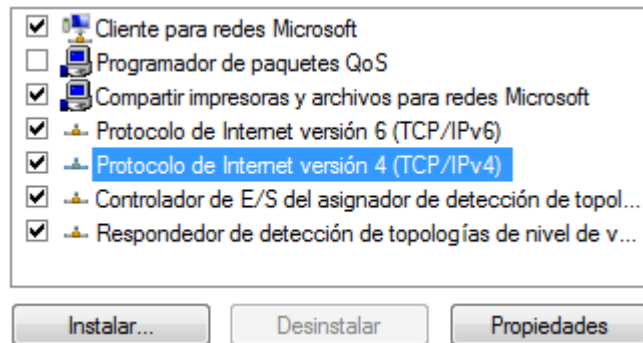 Cliente para redes Microsoft
Programador de paquetes QoS
Compartir impresoras y archivos para redes Microsoft
Protocolo de Internet versión 6 (TCP/IPv6)
Protocolo de Internet versión 4 (TCP/IPv4)
Controlador de E/S del asignador de detección de topol...
Respondedor de detección de topologías de nivel de v...
Instalar... Desinstalar Propiedades